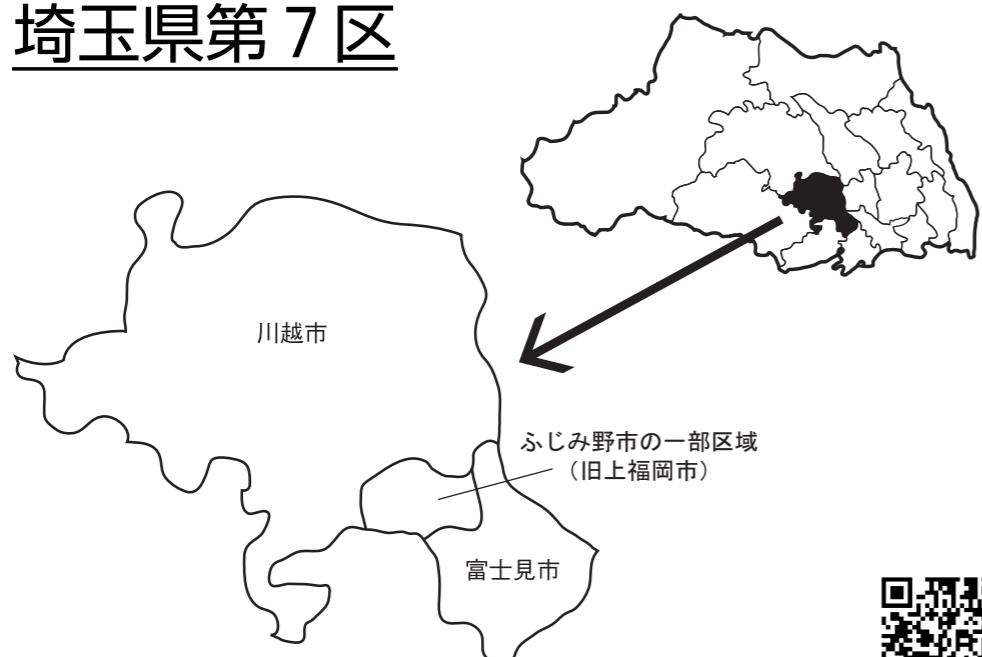 埼玉県第7区
川越市
ふじみ野市の一部区域
（旧上福岡市）
富士見市